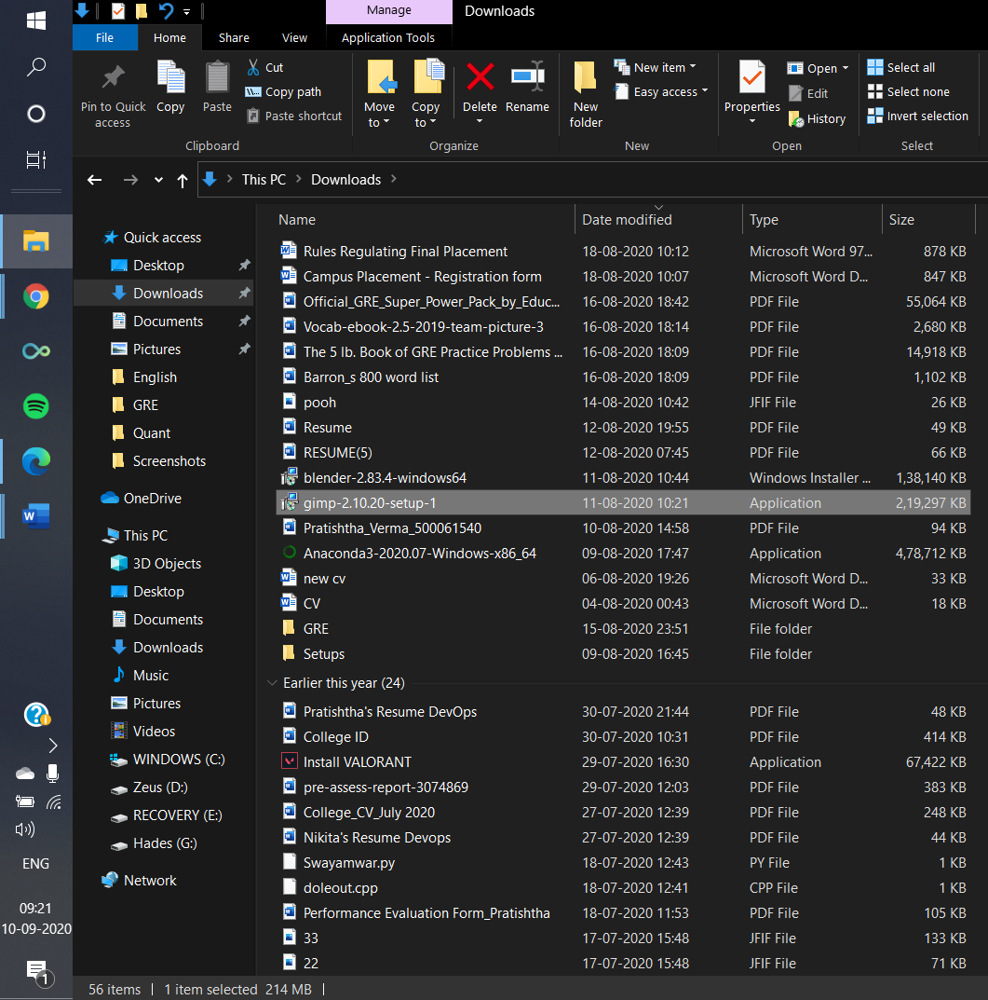 Manage
Downloads
File
Home
Share
View
Application Tools
Pin to Quick access
Copy
Paste
Cut
Copy path
Paste shortcut
Move to
Copy to
Delete
Rename
New folder
New item
Easy access
Properties
Open
Edit
History
Select all
Select none
Invert selection
Clipboard
Organize
New
Open
Select
This PC > Downloads >
Name Date modified Type Size
Rules Regulating Final Placement 18-08-2020 10:12 Microsoft Word 97... 878 KB
Campus Placement - Registration form 18-08-2020 10:07 Microsoft Word D... 847 KB
Official_GRE_Super_Power_Pack_by_Educ... 16-08-2020 18:42 PDF File 55,064 KB
Vocab-ebook-2.5-2019-team-picture-3 16-08-2020 18:14 PDF File 2,680 KB
The 5 lb. Book of GRE Practice Problems ... 16-08-2020 18:09 PDF File 14,918 KB
Barron_s 800 word list 16-08-2020 18:09 PDF File 1,102 KB
pooh 14-08-2020 10:42 JFIF File 26 KB
Resume 12-08-2020 19:55 PDF File 49 KB
RESUME(5) 12-08-2020 07:45 PDF File 66 KB
blender-2.83.4-windows64 11-08-2020 10:44 Windows Installer ... 1,38,140 KB
gimp-2.10.20-setup-1 11-08-2020 10:21 Application 2,19,297 KB
Pratishtha_Verma_500061540 10-08-2020 14:58 PDF File 94 KB
Anaconda3-2020.07-Windows-x86_64 09-08-2020 17:47 Application 4,78,712 KB
new cv 06-08-2020 19:26 Microsoft Word D... 33 KB
CV 04-08-2020 00:43 Microsoft Word D... 18 KB
GRE 15-08-2020 23:51 File folder
Setups 09-08-2020 16:45 File folder
Earlier this year (24)
Pratishtha's Resume DevOps 30-07-2020 21:44 PDF File 48 KB
College ID 30-07-2020 10:31 PDF File 414 KB
Install VALORANT 29-07-2020 16:30 Application 67,422 KB
pre-assess-report-3074869 29-07-2020 12:03 PDF File 383 KB
College_CV_July 2020 27-07-2020 12:39 PDF File 248 KB
Nikita's Resume Devops 27-07-2020 12:39 PDF File 44 KB
Swayamwar.py 18-07-2020 12:43 PY File 1 KB
doleout.cpp 18-07-2020 12:41 CPP File 1 KB
Performance Evaluation Form_Pratishtha 18-07-2020 11:53 PDF File 105 KB
33 17-07-2020 15:48 JFIF File 133 KB
22 17-07-2020 15:48 JFIF File 71 KB
Quick access
Desktop
Downloads
Documents
Pictures
English
GRE
Quant
Screenshots
OneDrive
This PC
3D Objects
Desktop
Documents
Downloads
Music
Pictures
Videos
WINDOWS (C:)
Zeus (D:)
RECOVERY (E:)
Hades (G:)
Network
56 items 1 item selected 214 MB
ENG
09:21
10-09-2020
1